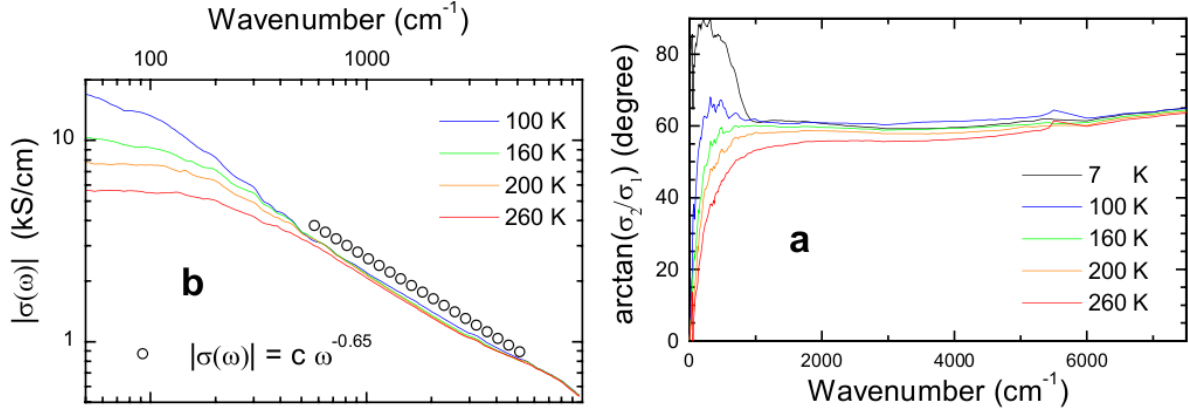 Wavenumber (cm⁻¹)
100 1000
10
1
|σ(ω)| (kS/cm)
100 K
160 K
200 K
260 K
b
|σ(ω)| = c ω⁻⁰·⁶⁵
arctan(σ₂/σ₁) (degree)
80
60
40
20
0
7 K
100 K
160 K
200 K
260 K
a
0 2000 4000 6000
Wavenumber (cm⁻¹)